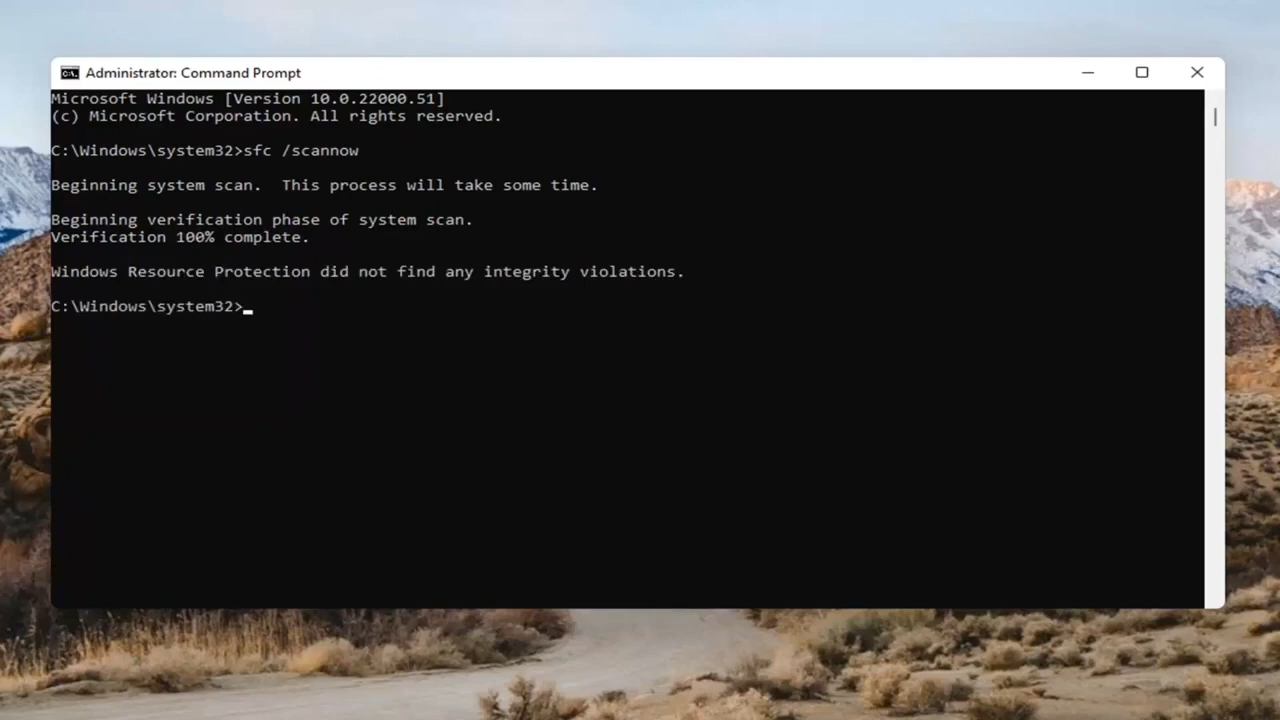 Administrator: Command Prompt
Microsoft Windows [Version 10.0.22000.51]
(c) Microsoft Corporation. All rights reserved.
C:\Windows\system32>sfc /scannow
Beginning system scan.  This process will take some time.
Beginning verification phase of system scan.
Verification 100% complete.
Windows Resource Protection did not find any integrity violations.
C:\Windows\system32>